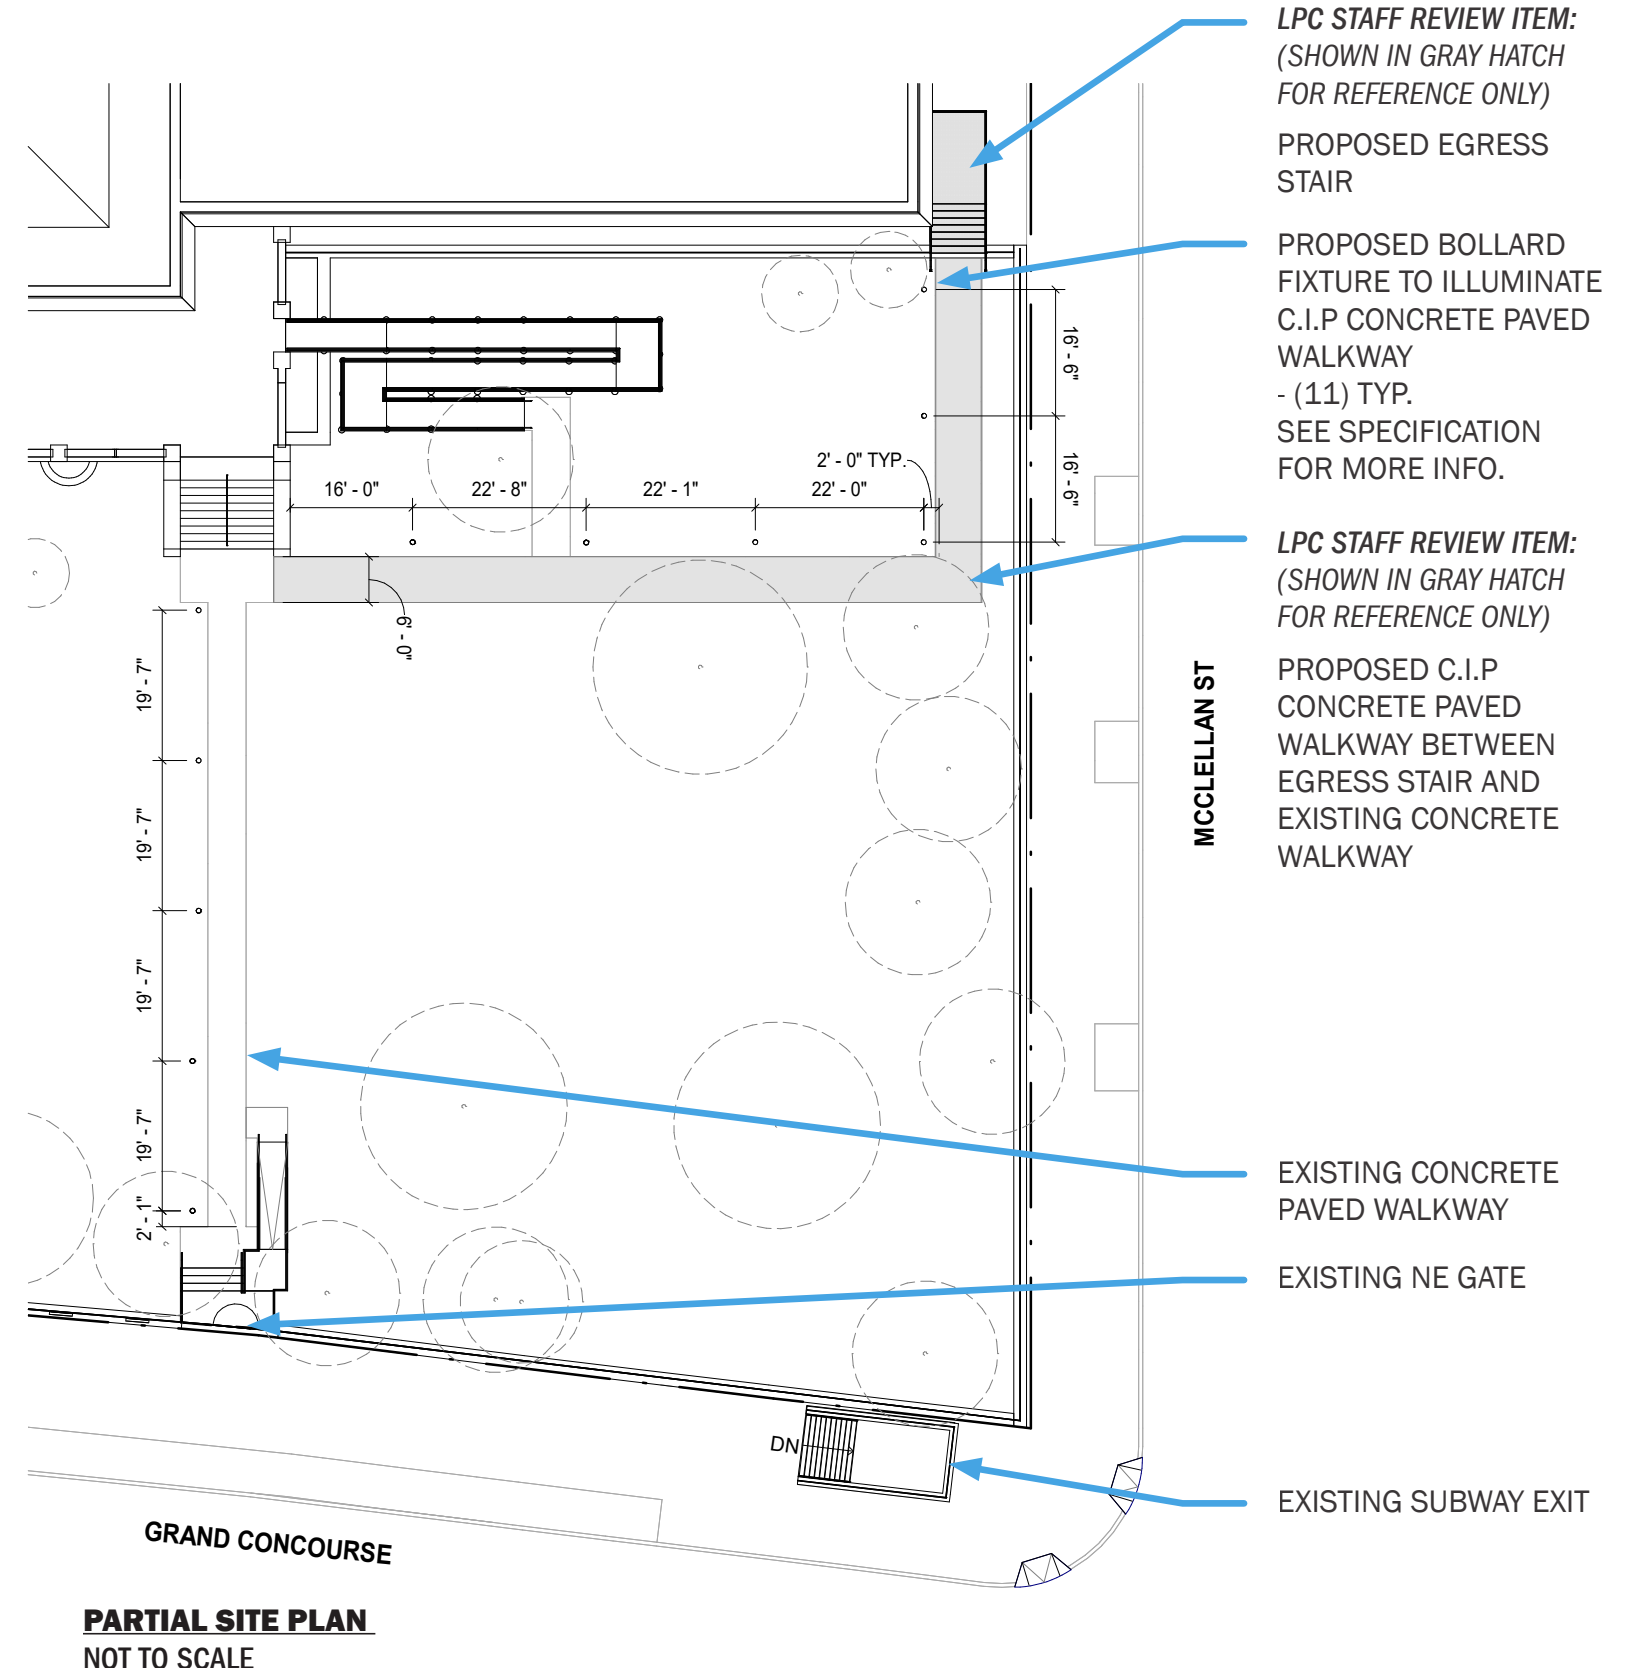 LPC STAFF REVIEW ITEM:
(SHOWN IN GRAY HATCH
FOR REFERENCE ONLY)
PROPOSED EGRESS
STAIR
PROPOSED BOLLARD
FIXTURE TO ILLUMINATE
C.I.P CONCRETE PAVED
WALKWAY
- (11) TYP.
SEE SPECIFICATION
FOR MORE INFO.
16' - 6"
16' - 6"
2' - 0" TYP.
16' - 0"
22' - 8"
22' - 1"
22' - 0"
LPC STAFF REVIEW ITEM:
(SHOWN IN GRAY HATCH
FOR REFERENCE ONLY)
PROPOSED C.I.P
CONCRETE PAVED
WALKWAY BETWEEN
EGRESS STAIR AND
EXISTING CONCRETE
WALKWAY
6' - 0"
19' - 7"
19' - 7"
19' - 7"
19' - 7"
2' - 1"
MCCLELLAN ST
EXISTING CONCRETE
PAVED WALKWAY
EXISTING NE GATE
DN
EXISTING SUBWAY EXIT
GRAND CONCOURSE
PARTIAL SITE PLAN
NOT TO SCALE